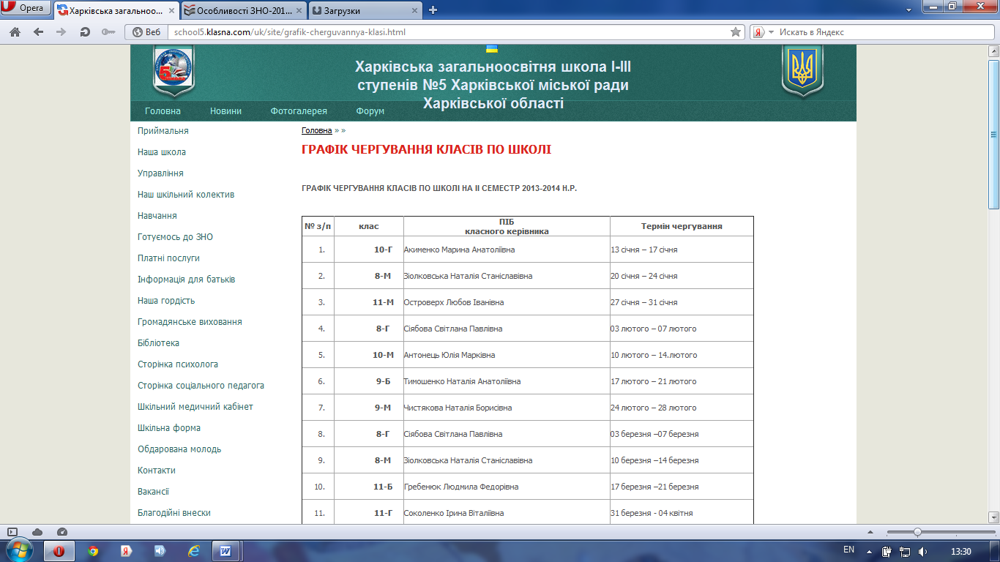 Opera
Харківська загальноо...
Особливості ЗНО-201...
Загрузки
Веб
school5.klasna.com/uk/site/grafik-cherguvannya-klasi.html
Искать в Яндекс
5
Харківська загальноосвітня школа І-ІІІ
ступенів №5 Харківської міської ради
Харківської області
Головна
Новини
Фотогалерея
Форум
Приймальня
Наша школа
Управління
Наш шкільний колектив
Навчання
Готуємось до ЗНО
Платні послуги
Інформація для батьків
Наша гордість
Громадянське виховання
Бібліотека
Сторінка психолога
Сторінка соціального педагога
Шкільний медичний кабінет
Шкільна форма
Обдарована молодь
Контакти
Вакансії
Благодійні внески
Головна » »
ГРАФІК ЧЕРГУВАННЯ КЛАСІВ ПО ШКОЛІ
ГРАФІК ЧЕРГУВАННЯ КЛАСІВ ПО ШКОЛІ НА ІІ СЕМЕСТР 2013-2014 Н.Р.
№ з/п клас ПІБ класного керівника Термін чергування
1. 10-Г Акименко Марина Анатоліївна 13 січня – 17 січня
2. 8-М Зіолковська Наталія Станіславівна 20 січня – 24 січня
3. 11-М Островерх Любов Іванівна 27 січня – 31 січня
4. 8-Г Сіябова Світлана Павлівна 03 лютого – 07 лютого
5. 10-М Антонець Юлія Марківна 10 лютого – 14.лютого
6. 9-Б Тимошенко Наталія Анатоліївна 17 лютого – 21 лютого
7. 9-М Чистякова Наталія Борисівна 24 лютого – 28 лютого
8. 8-Г Сіябова Світлана Павлівна 03 березня –07 березня
9. 8-М Зіолковська Наталія Станіславівна 10 березня –14 березня
10. 11-Б Гребенюк Людмила Федорівна 17 березня –21 березня
11. 11-Г Соколенко Ірина Віталіївна 31 березня - 04 квітня
EN
13:30